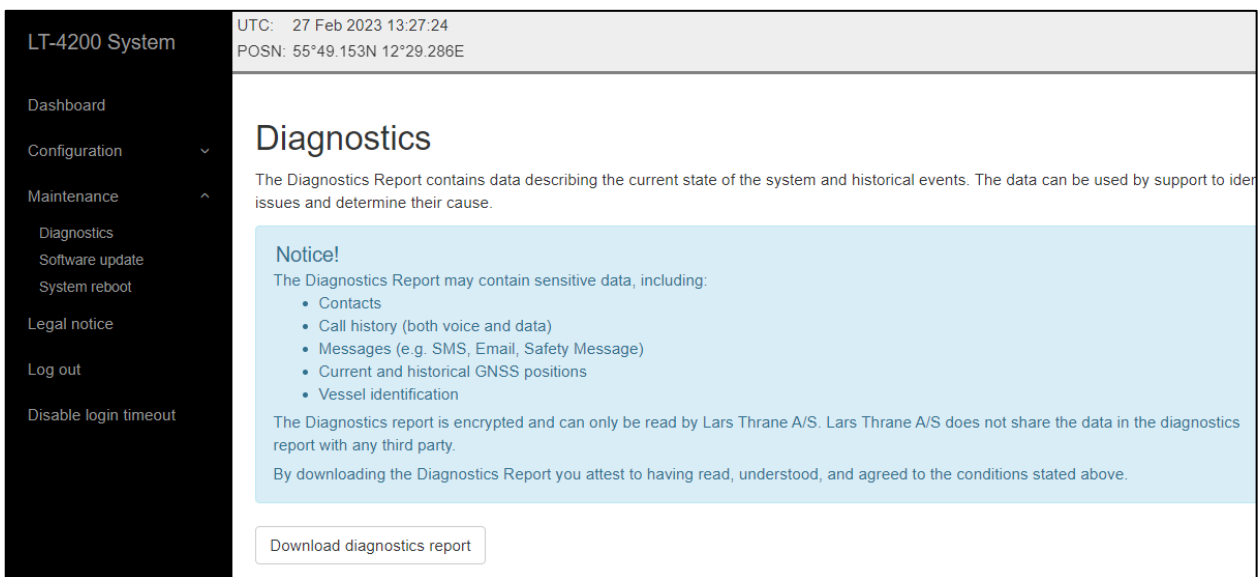 LT-4200 System
Dashboard
Configuration
Maintenance
Diagnostics
Software update
System reboot
Legal notice
Log out
Disable login timeout
UTC: 27 Feb 2023 13:27:24
POSN: 55°49.153N 12°29.286E
Diagnostics
The Diagnostics Report contains data describing the current state of the system and historical events. The data can be used by support to
issues and determine their cause.
Notice!
The Diagnostics Report may contain sensitive data, including:
• Contacts
• Call history (both voice and data)
• Messages (e.g. SMS, Email, Safety Message)
• Current and historical GNSS positions
• Vessel identification
The Diagnostics report is encrypted and can only be read by Lars Thrane A/S. Lars Thrane A/S does not share the data in the diagnostics
report with any third party.
By downloading the Diagnostics Report you attest to having read, understood, and agreed to the conditions stated above.
Download diagnostics report